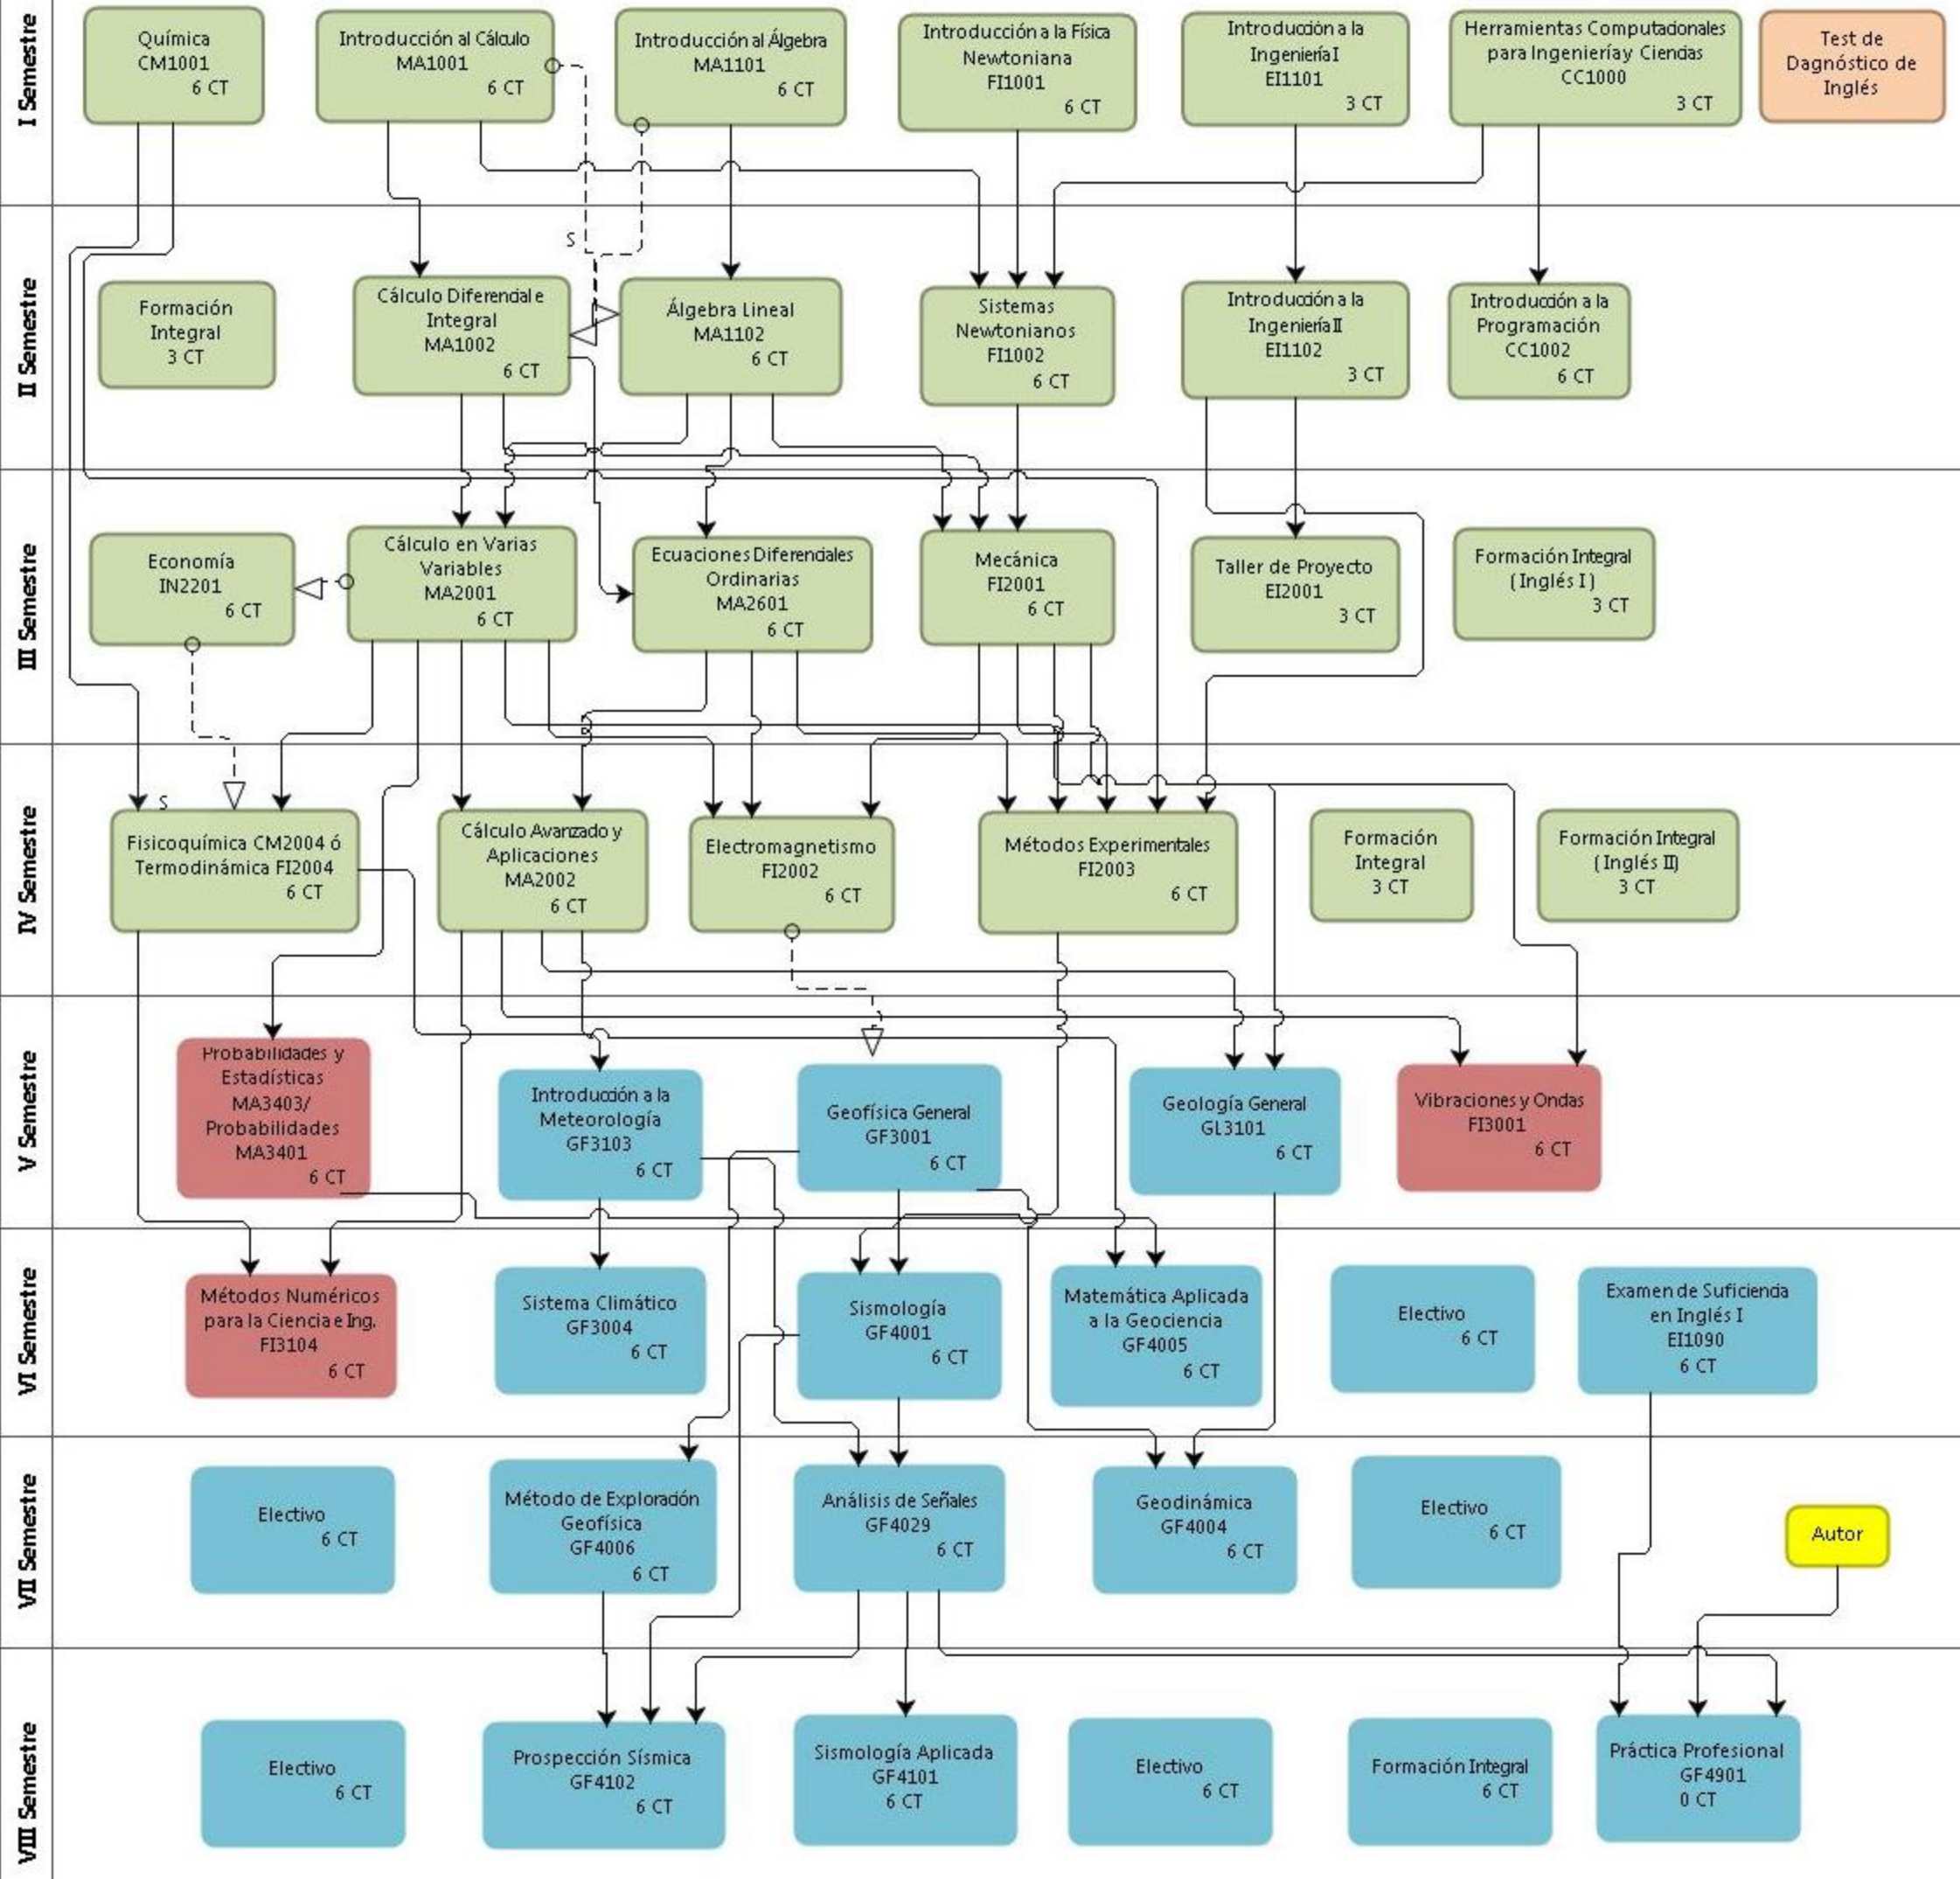 I Semestre
Química
CM1001
6 CT
Introducción al Cálculo
MA1001
6 CT
Introducción al Álgebra
MA1101
6 CT
Introducción a la Física
Newtoniana
FI1001
6 CT
Introducción a la
Ingeniería I
EI1101
3 CT
Herramientas Computacionales
para Ingeniería y Ciencias
CC1000
3 CT
Test de
Dagnóstico de
Inglés
II Semestre
S
Formación
Integral
3 CT
Cálculo Diferencial e
Integral
MA1002
6 CT
Álgebra Lineal
MA1102
6 CT
Sistemas
Newtonianos
FI1002
6 CT
Introducción a la
Ingeniería II
EI1102
3 CT
Introducción a la
Programación
CC1002
6 CT
III Semestre
Economía
IN2201
6 CT
Cálculo en Varias
Variables
MA2001
6 CT
Ecuaciones Diferenciales
Ordinarias
MA2601
6 CT
Mecánica
FI2001
6 CT
Taller de Proyecto
EI2001
3 CT
Formación Integral
( Inglés I )
3 CT
IV Semestre
S
Fisicoquímica CM2004 ó
Termodinámica FI2004
6 CT
Cálculo Avanzado y
Aplicaciones
MA2002
6 CT
Electromagnetismo
FI2002
6 CT
Métodos Experimentales
FI2003
6 CT
Formación
Integral
3 CT
Formación Integral
( Inglés II)
3 CT
V Semestre
Probabilidades y
Estadísticas
MA3403/
Probabilidades
MA3401
6 CT
Introducción a la
Meteorología
GF3103
6 CT
Geofísica General
GF3001
6 CT
Geología General
GL3101
6 CT
Vibraciones y Ondas
FI3001
6 CT
VI Semestre
Métodos Numéricos
para la Ciencia e Ing.
FI3104
6 CT
Sistema Climático
GF3004
6 CT
Sismología
GF4001
6 CT
Matemática Aplicada
a la Geociencia
GF4005
6 CT
Electivo
6 CT
Examen de Suficiencia
en Inglés I
EI1090
6 CT
VII Semestre
Electivo
6 CT
Método de Exploración
Geofísica
GF4006
6 CT
Análisis de Señales
GF4029
6 CT
Geodinámica
GF4004
6 CT
Electivo
6 CT
Autor
VIII Semestre
Electivo
6 CT
Prospección Sísmica
GF4102
6 CT
Sismología Aplicada
GF4101
6 CT
Electivo
6 CT
Formación Integral
6 CT
Práctica Profesional
GF4901
0 CT